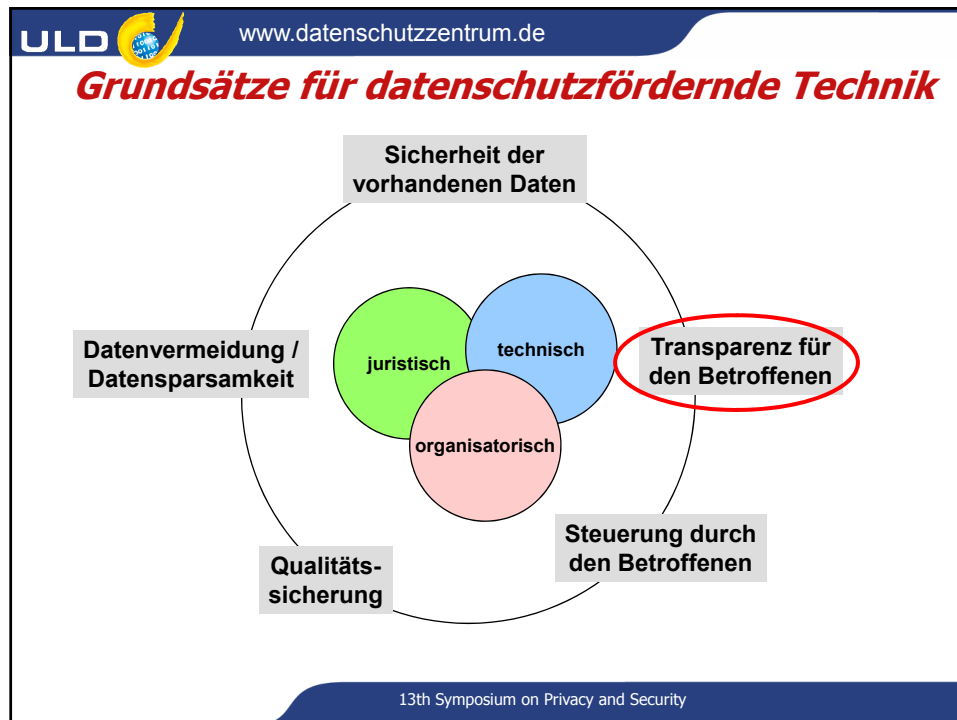 ULD
www.datenschutzzentrum.de
Grundsätze für datenschutzfördernde Technik
Sicherheit der
vorhandenen Daten
Datenvermeidung /
Datensparsamkeit
juristisch
technisch
Transparenz für
den Betroffenen
organisatorisch
Steuerung durch
den Betroffenen
Qualitäts-
sicherung
13th Symposium on Privacy and Security